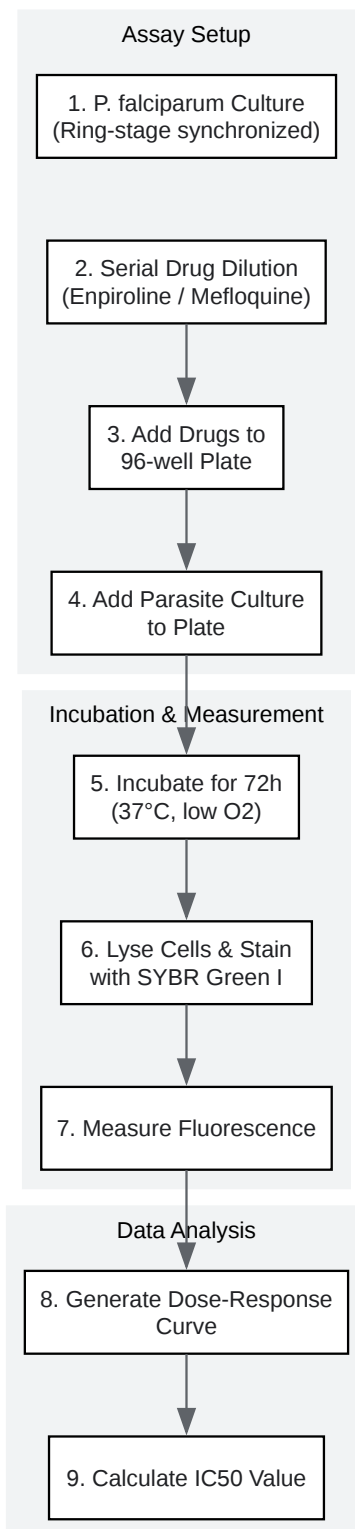 Assay Setup
1. P. falciparum Culture
(Ring-stage synchronized)
2. Serial Drug Dilution
(Enpiroline / Mefloquine)
3. Add Drugs to
96-well Plate
4. Add Parasite Culture
to Plate
Incubation & Measurement
5. Incubate for 72h
(37°C, low O2)
6. Lyse Cells & Stain
with SYBR Green I
7. Measure Fluorescence
Data Analysis
8. Generate Dose-Response
Curve
9. Calculate IC50 Value